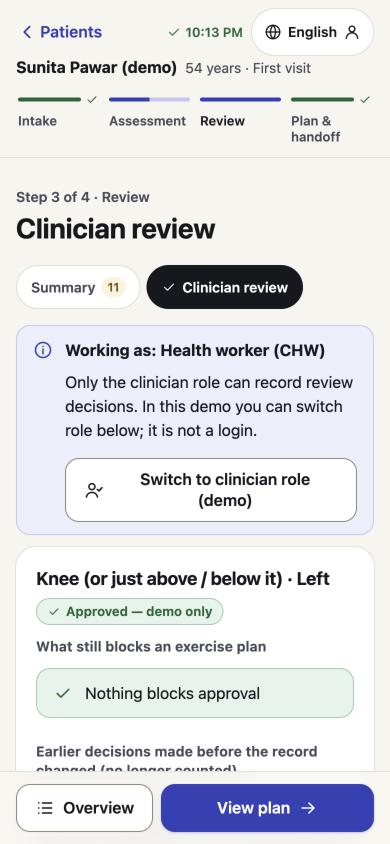 Patients
10:13 PM
English
Sunita Pawar (demo) 54 years · First visit
Intake
Assessment
Review
Plan &
handoff
Step 3 of 4 · Review
Clinician review
Summary 11
Clinician review
Working as: Health worker (CHW)
Only the clinician role can record review
decisions. In this demo you can switch
role below; it is not a login.
Switch to clinician role
(demo)
Knee (or just above / below it) · Left
Approved — demo only
What still blocks an exercise plan
Nothing blocks approval
Earlier decisions made before the record
changed (no longer counted)
Overview
View plan